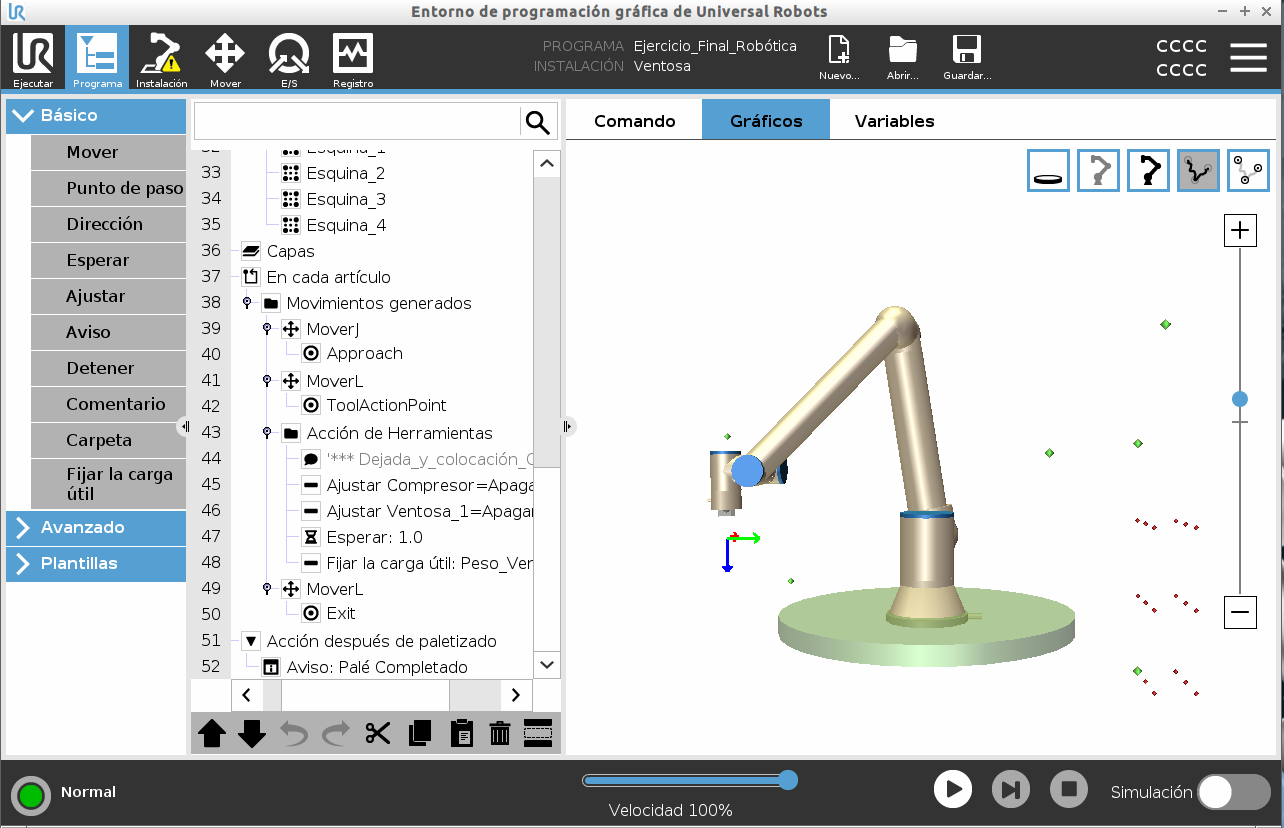 UR
Entorno de programación gráfica de Universal Robots
UR
Ejecutar
Programa
Instalación
Mover
E/S
Registro
PROGRAMA Ejercicio_Final_Robótica
INSTALACIÓN Ventosa
Nuevo...
Abrir...
Guardar...
CCCC
CCCC
Básico
Mover
Punto de paso
Dirección
Esperar
Ajustar
Aviso
Detener
Comentario
Carpeta
Fijar la carga
útil
Avanzado
Plantillas
32 Esquina_1
33 Esquina_2
34 Esquina_3
35 Esquina_4
36 Capas
37 En cada artículo
38 Movimientos generados
39 MoverJ
40 Approach
41 MoverL
42 ToolActionPoint
43 Acción de Herramientas
44 '*** Dejada_y_colocación_
45 Ajustar Compresor=Apaga
46 Ajustar Ventosa_1=Apagar
47 Esperar: 1.0
48 Fijar la carga útil: Peso_Ver
49 MoverL
50 Exit
51 Acción después de paletizado
52 Aviso: Palé Completado
Comando
Gráficos
Variables
Normal
Velocidad 100%
Simulación